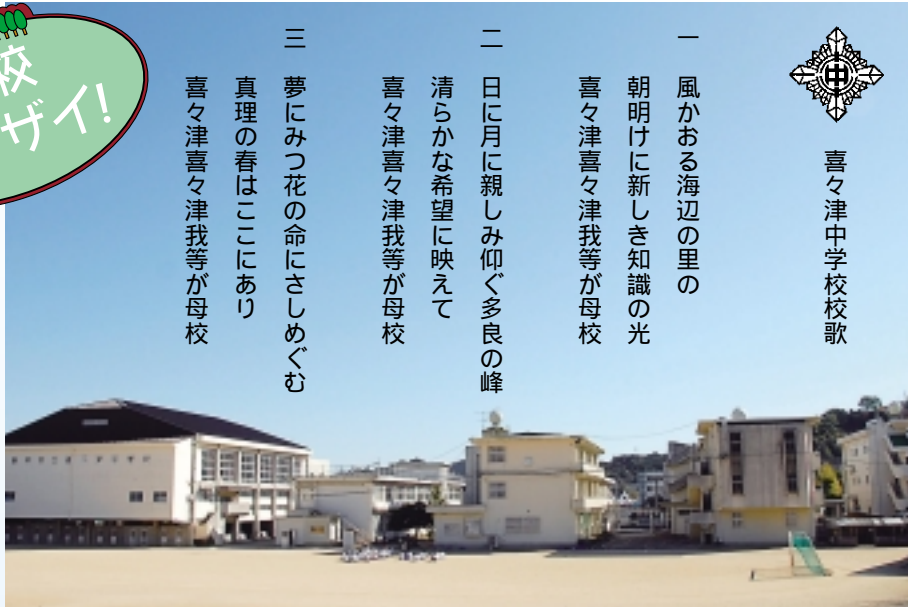 中
喜々津中学校校歌
一 風かおる海辺の里の
朝明けに新しき知識の光
喜々津喜々津我等が母校
二 日に月に親しみ仰ぐ多良の峰
清らかな希望に映えて
喜々津喜々津我等が母校
三 夢にみつ花の命にさしめぐむ
真理の春はここにあり
喜々津喜々津我等が母校
校
ザイ!